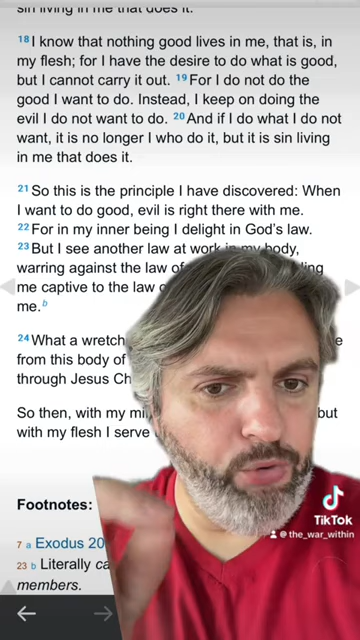 sin living in me that does it.
18 I know that nothing good lives in me, that is, in
my flesh; for I have the desire to do what is good,
but I cannot carry it out. 19 For I do not do the
good I want to do. Instead, I keep on doing the
evil I do not want to do. 20 And if I do what I do not
want, it is no longer I who do it, but it is sin living
in me that does it.
21 So this is the principle I have discovered: When
I want to do good, evil is right there with me.
22 For in my inner being I delight in God's law.
23 But I see another law at work in my body,
warring against the law of
me captive to the law
me. b
24 What a wretch
from this body of
through Jesus Ch
So then, with my mi but
with my flesh I serve
Footnotes:
7 a Exodus 20
23 b Literally ca
members.
TikTok
@the_war_within